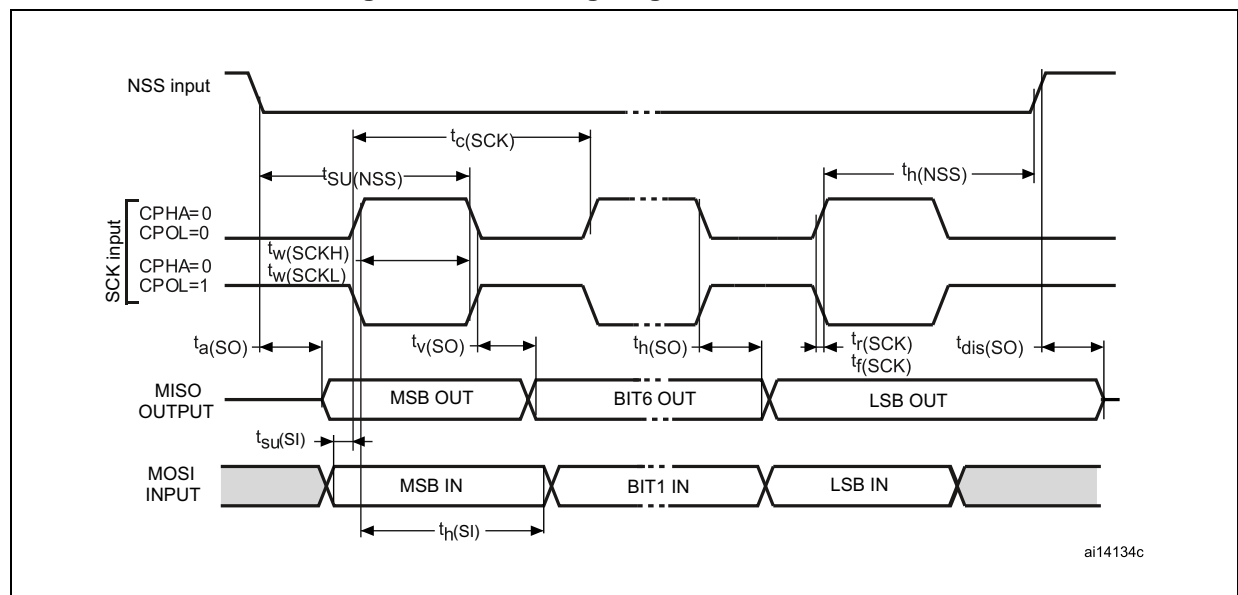 NSS input
tc(SCK)
tSU(NSS)
th(NSS)
SCK input
CPHA=0
CPOL=0
tw(SCKH)
CPHA=0
tw(SCKL)
CPOL=1
ta(SO)
tv(SO)
th(SO)
tr(SCK)
tf(SCK)
tdis(SO)
MISO
OUTPUT
MSB OUT
BIT6 OUT
LSB OUT
tsu(SI)
MOSI
INPUT
MSB IN
BIT1 IN
LSB IN
th(SI)
ai14134c